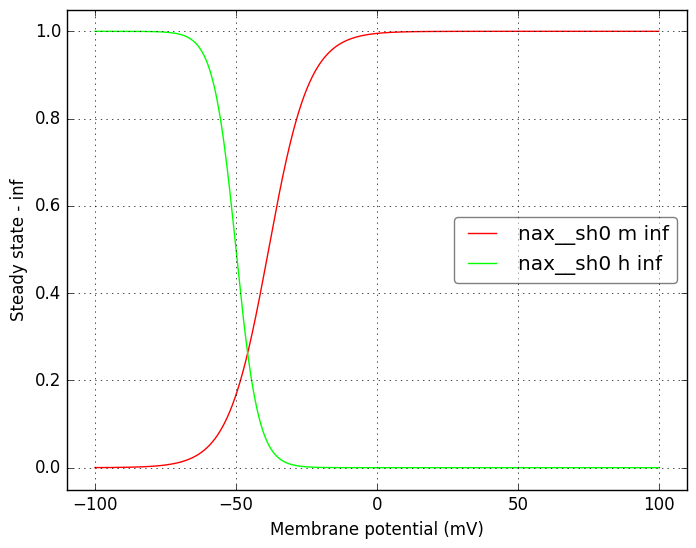 1.0
0.8
0.6
0.4
0.2
0.0
Steady state - inf
nax__sh0 m inf
nax__sh0 h inf
−100
−50
0
50
100
Membrane potential (mV)